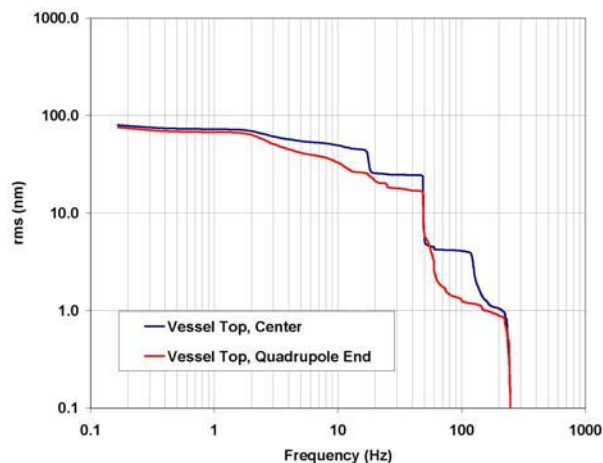 1000.0
100.0
10.0
1.0
0.1
rms (nm)
Vessel Top, Center
Vessel Top, Quadrupole End
0.1 1 10 100 1000
Frequency (Hz)